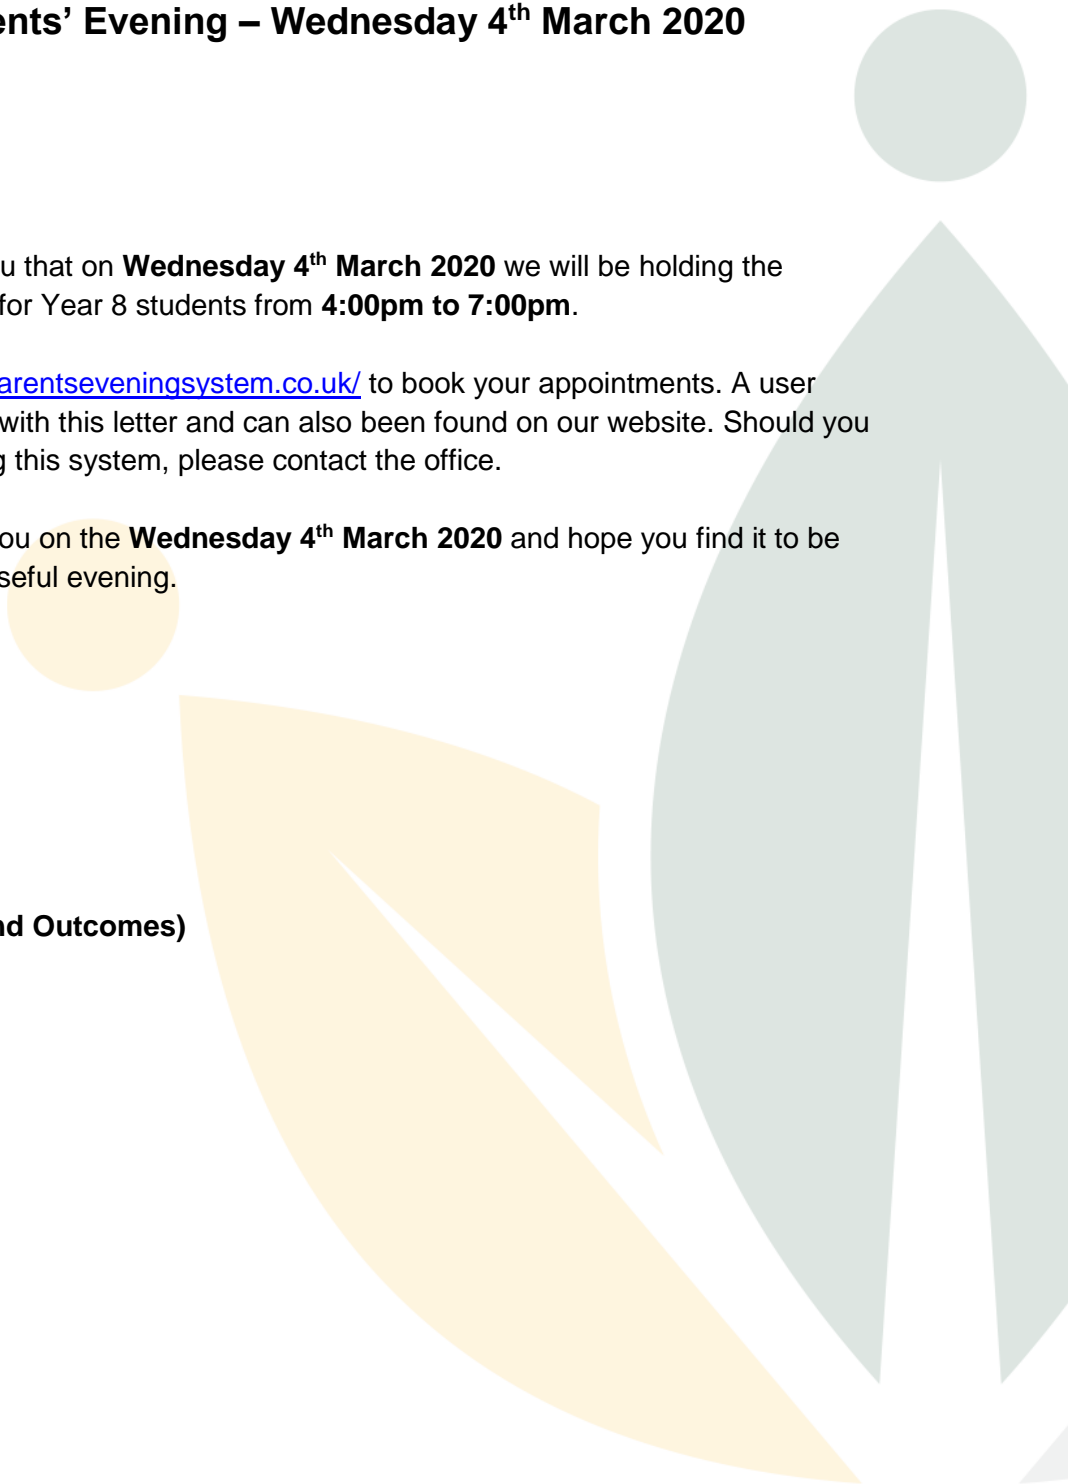 ents’ Evening – Wednesday 4th March 2020
u that on Wednesday 4th March 2020 we will be holding the
for Year 8 students from 4:00pm to 7:00pm.
arentseveningsystem.co.uk/ to book your appointments. A user
with this letter and can also been found on our website. Should you
g this system, please contact the office.
ou on the Wednesday 4th March 2020 and hope you find it to be
seful evening.
nd Outcomes)